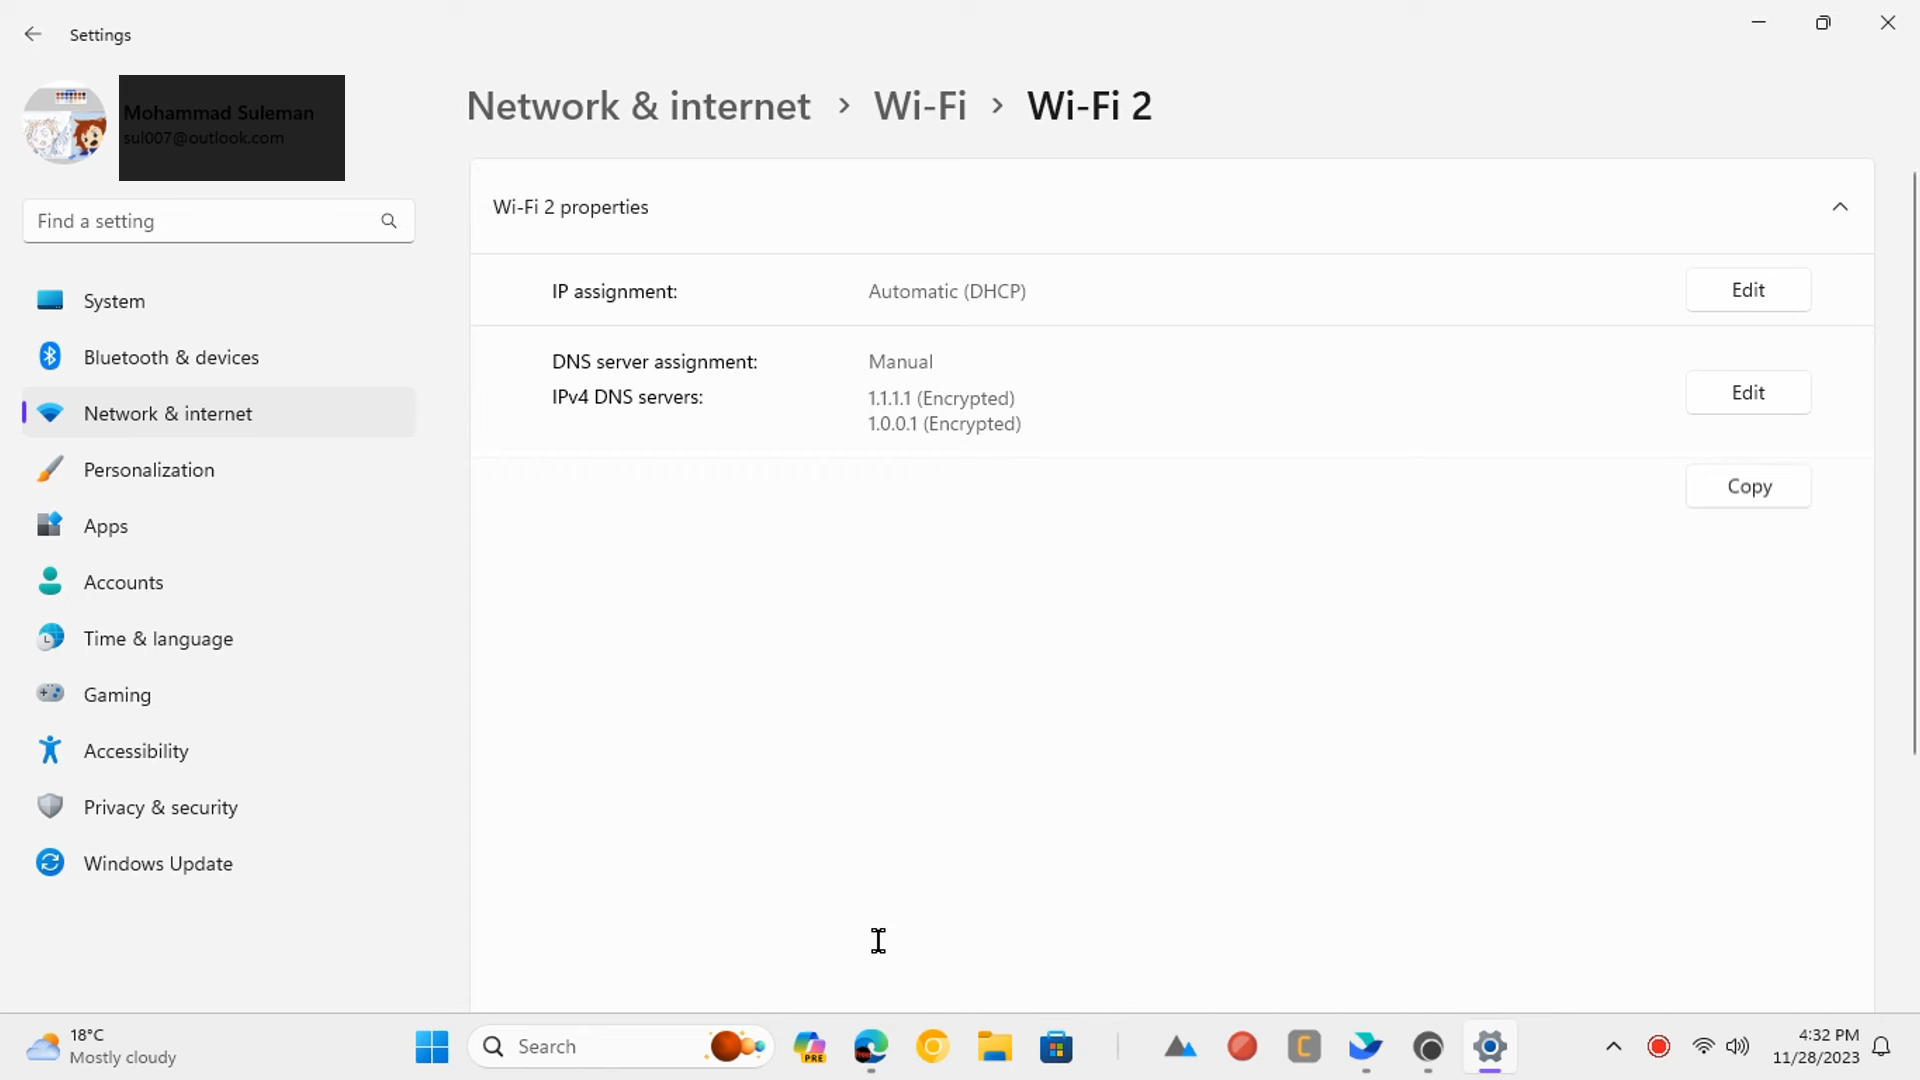 Settings
Mohammad Suleman
sul007@outlook.com
Find a setting
System
Bluetooth & devices
Network & internet
Personalization
Apps
Accounts
Time & language
Gaming
Accessibility
Privacy & security
Windows Update
Network & internet > Wi-Fi > Wi-Fi 2
Wi-Fi 2 properties
IP assignment: Automatic (DHCP) Edit
DNS server assignment: Manual
IPv4 DNS servers: 1.1.1.1 (Encrypted)
1.0.0.1 (Encrypted)
Edit
Copy
18°C
Mostly cloudy
Search
PRE
C
4:32 PM
11/28/2023